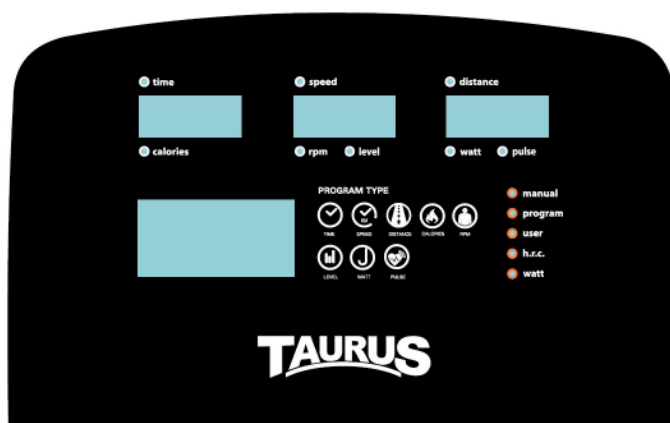 time speed distance
calories rpm level watt pulse
PROGRAM TYPE
manual
program
user
h.r.c.
watt
TIME SPEED DISTANCE CALORIES RPM
LEVEL WATT PULSE
TAURUS